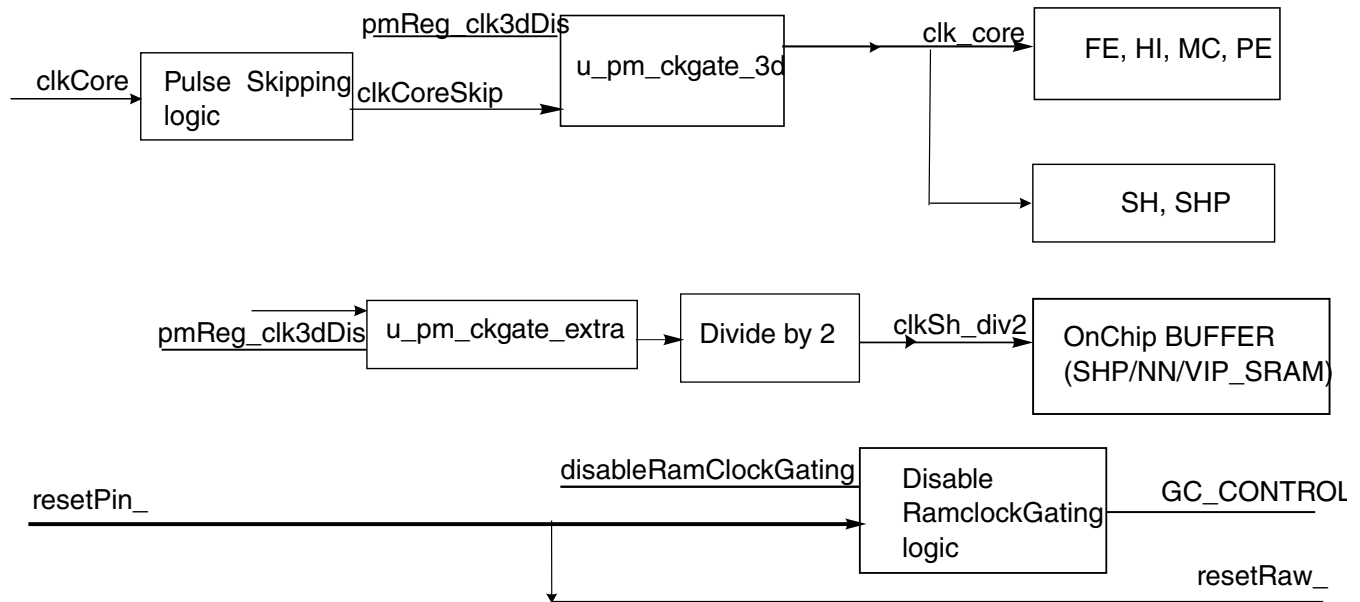 pmReg_clk3dDis
clk_core
FE, HI, MC, PE
u_pm_ckgate_3d
clkCore
Pulse Skipping
logic
clkCoreSkip
SH, SHP
pmReg_clk3dDis
u_pm_ckgate_extra
Divide by 2
clkSh_div2
OnChip BUFFER
(SHP/NN/VIP_SRAM)
disableRamClockGating
resetPin_
Disable
RamclockGating
logic
GC_CONTROL
resetRaw_